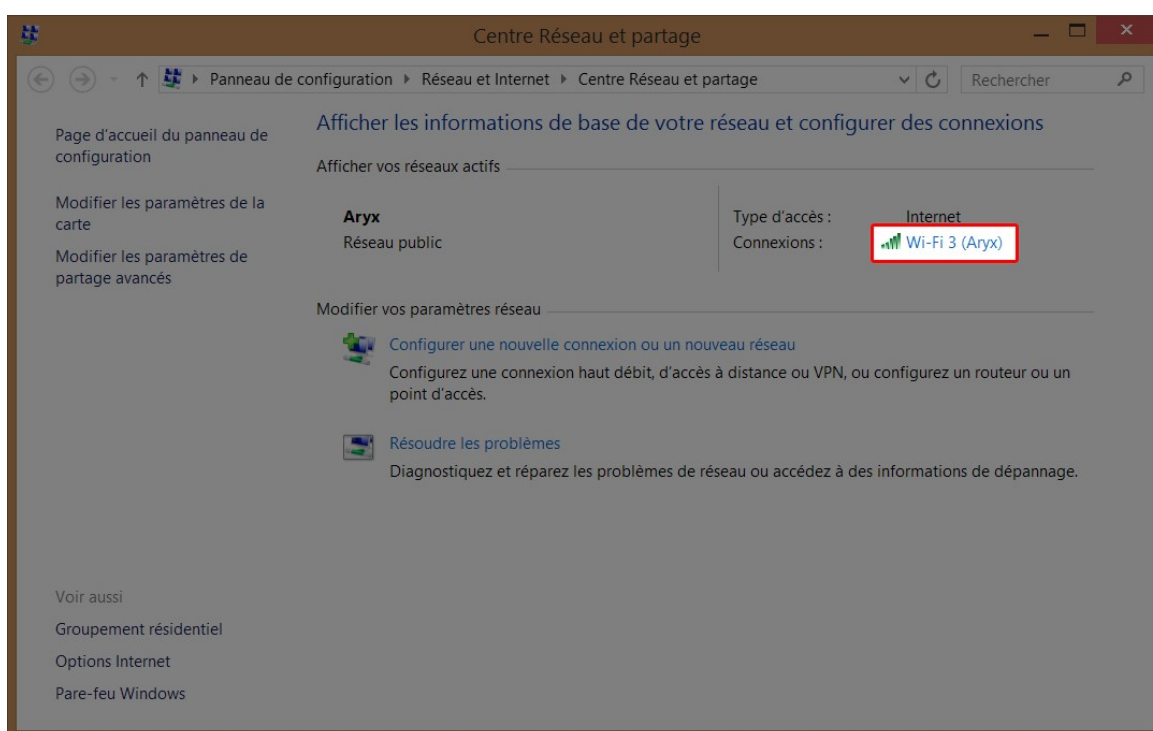 Centre Réseau et partage
Panneau de configuration Réseau et Internet Centre Réseau et partage
Rechercher
Page d'accueil du panneau de
configuration
Modifier les paramètres de la
carte
Modifier les paramètres de
partage avancés
Afficher les informations de base de votre réseau et configurer des connexions
Afficher vos réseaux actifs
Aryx
Réseau public
Type d'accès : Internet
Connexions : Wi-Fi 3 (Aryx)
Modifier vos paramètres réseau
Configurer une nouvelle connexion ou un nouveau réseau
Configurez une connexion haut débit, d'accès à distance ou VPN, ou configurez un routeur ou un
point d'accès.
Résoudre les problèmes
Diagnostiquez et réparez les problèmes de réseau ou accédez à des informations de dépannage.
Voir aussi
Groupement résidentiel
Options Internet
Pare-feu Windows